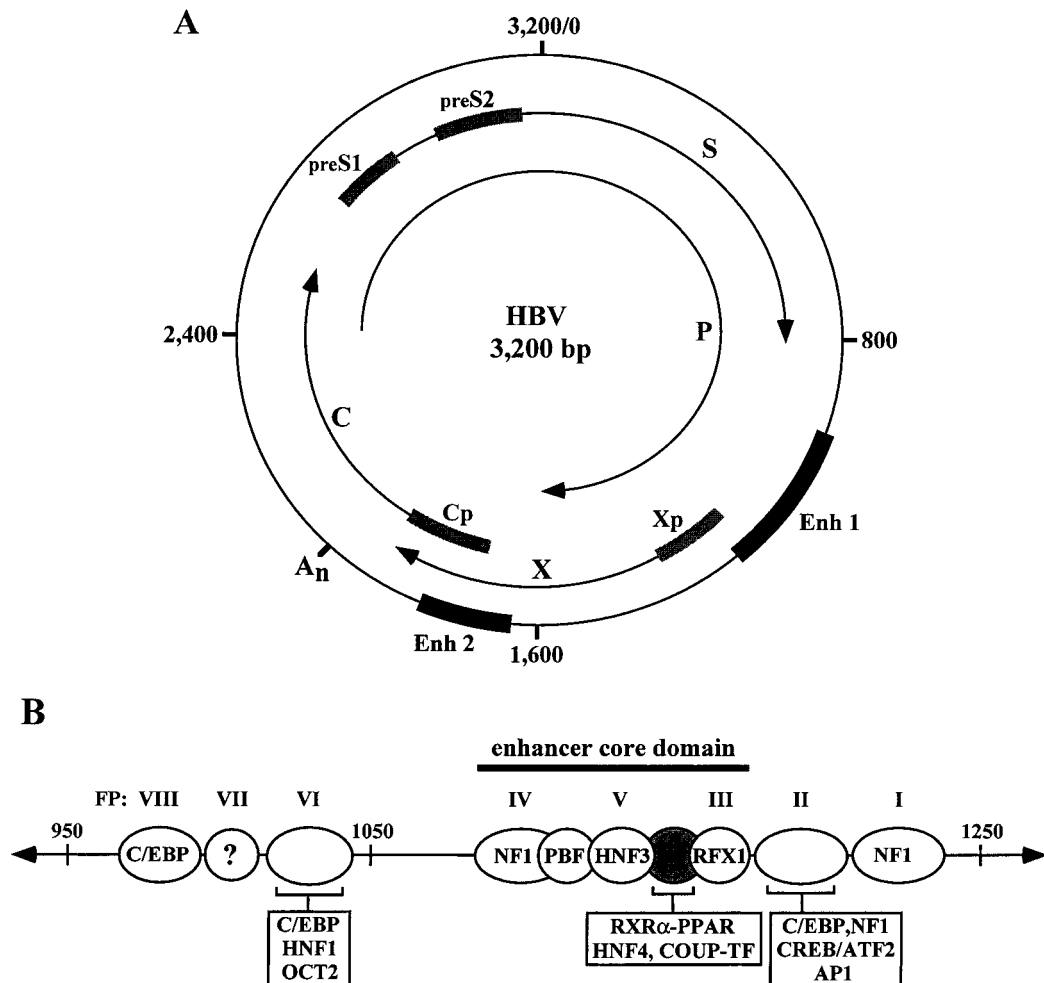 A
3,200/0
preS2
preS1
S
HBV
3,200 bp
P
2,400
800
C
Cp
Xp
Enh 1
An
X
Enh 2
1,600
B
enhancer core domain
FP: VIII VII VI IV V III II I
950 1050 1250
C/EBP ? NF1 PBF HNF3 RFX1 NF1
C/EBP
HNF1
OCT2
RXRα-PPAR
HNF4, COUP-TF
C/EBP,NF1
CREB/ATF2
AP1